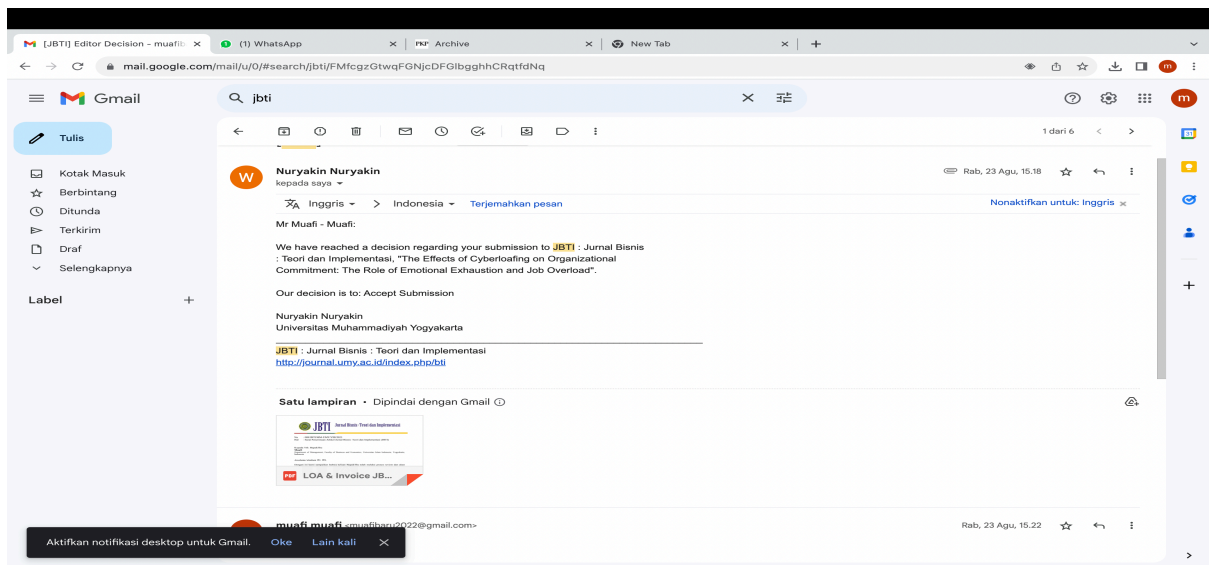 [JBTI] Editor Decision - muafib
(1) WhatsApp
PKP Archive
New Tab
mail.google.com/mail/u/0/#search/jbti/FMfcgzGtwqFGNjcDFGlbgghhCRqtfdNq
m
Gmail
jbti
m
Tulis
1 dari 6
31
Kotak Masuk
Berbintang
Ditunda
Terkirim
Draf
Selengkapnya
Label
W
Nuryakin Nuryakin
Rab, 23 Agu, 15.18
kepada saya
Inggris > Indonesia Terjemahkan pesan
Nonaktifkan untuk: Inggris
Mr Muafi - Muafi:
We have reached a decision regarding your submission to JBTI : Jurnal Bisnis
: Teori dan Implementasi, "The Effects of Cyberloafing on Organizational
Commitment: The Role of Emotional Exhaustion and Job Overload".
Our decision is to: Accept Submission
Nuryakin Nuryakin
Universitas Muhammadiyah Yogyakarta
JBTI : Jurnal Bisnis : Teori dan Implementasi
http://journal.umy.ac.id/index.php/bti
Satu lampiran • Dipindai dengan Gmail
JBTI Jurnal Bisnis :Teori dan Implementasi
PDF LOA & Invoice JB...
muafi muafi <muafibaru2022@gmail.com>
Rab, 23 Agu, 15.22
Aktifkan notifikasi desktop untuk Gmail. Oke Lain kali